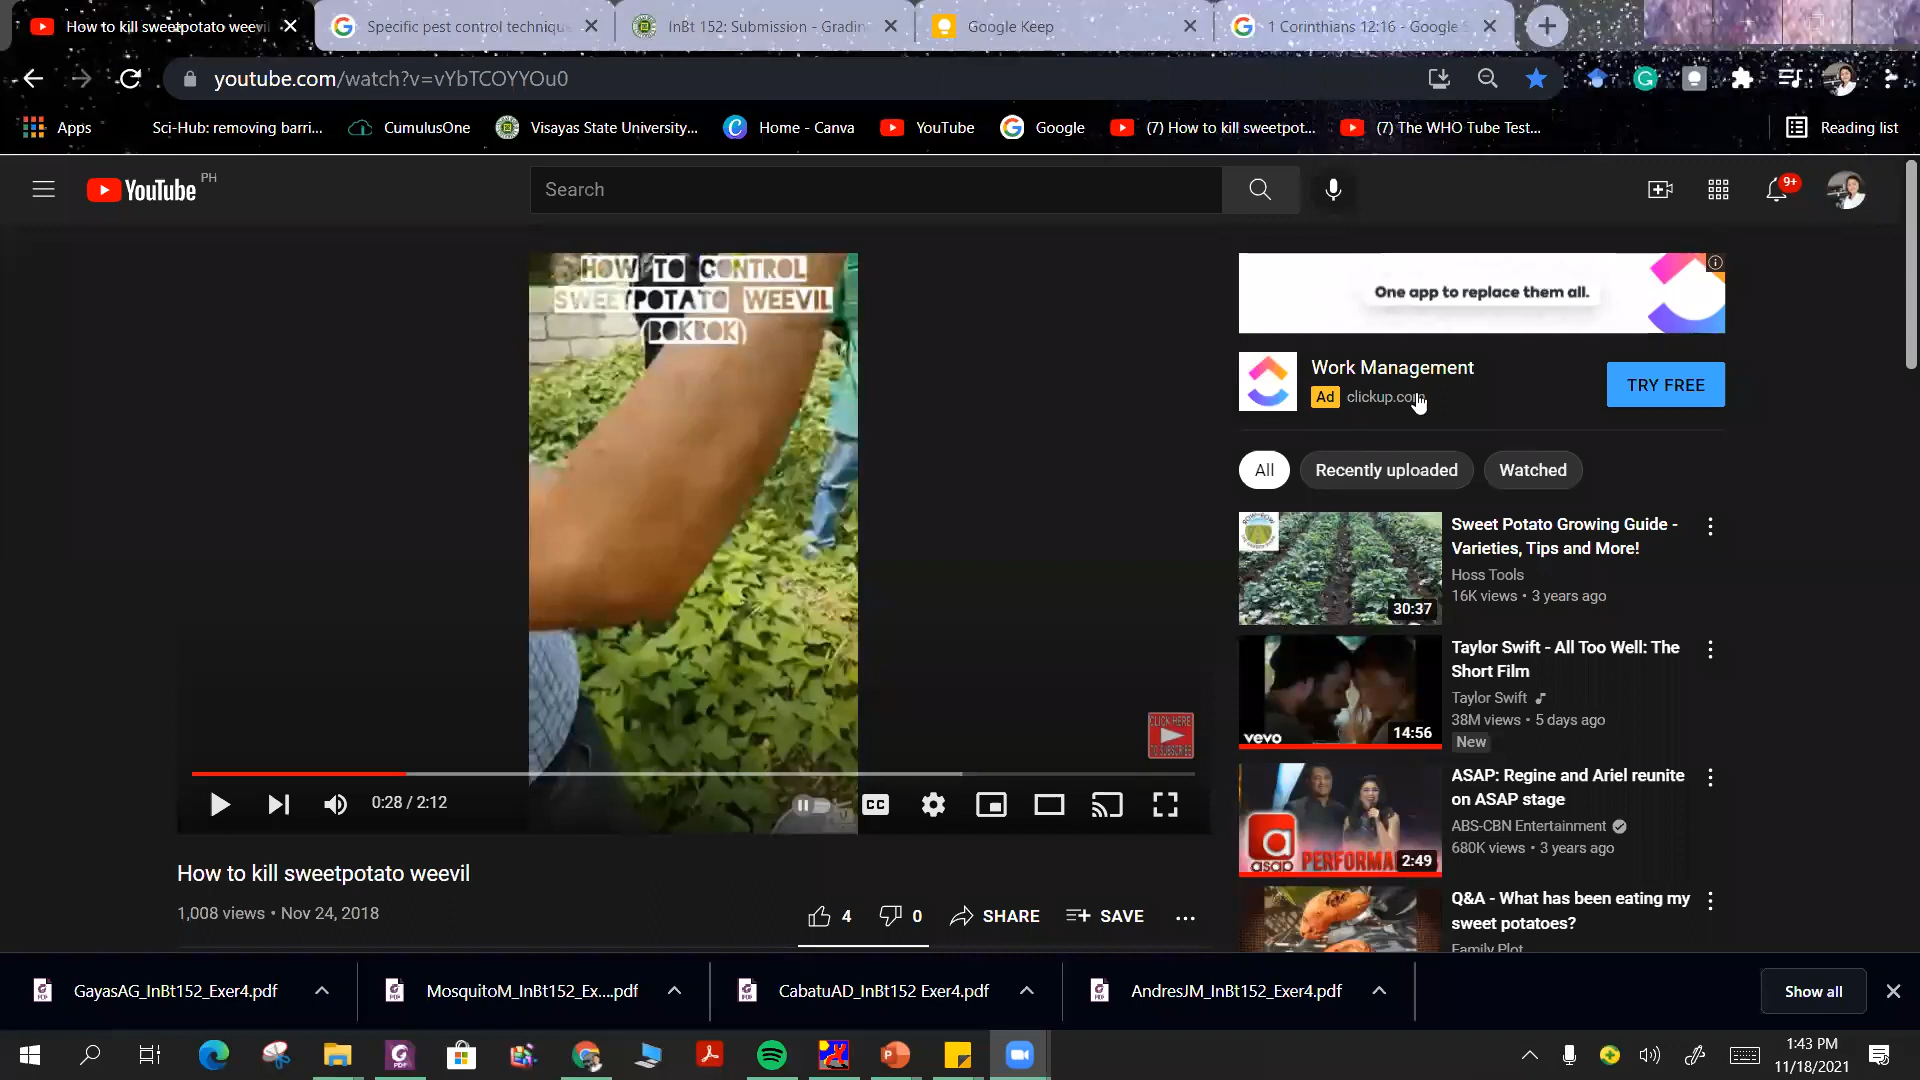 How to kill sweetpotato weevil
Specific pest control technique
InBt 152: Submission - Gradin
Google Keep
1 Corinthians 12:16 - Google S
youtube.com/watch?v=vYbTCOYYOu0
Apps
Sci-Hub: removing barri...
CumulusOne
Visayas State University...
Home - Canva
YouTube
Google
(7) How to kill sweetpot...
(7) The WHO Tube Test...
Reading list
YouTube PH
Search
9+
HOW TO CONTROL
SWEETPOTATO WEEVIL
(BOKBOK)
CLICK HERE
TO SUBSCRIBE
0:28 / 2:12
CC
How to kill sweetpotato weevil
1,008 views • Nov 24, 2018
4
0
SHARE
SAVE
One app to replace them all.
Work Management
Ad clickup.com
TRY FREE
All
Recently uploaded
Watched
Sweet Potato Growing Guide -
Varieties, Tips and More!
Hoss Tools
16K views • 3 years ago
30:37
Taylor Swift - All Too Well: The
Short Film
Taylor Swift
38M views • 5 days ago
New
vevo
14:56
ASAP: Regine and Ariel reunite
on ASAP stage
ABS-CBN Entertainment
680K views • 3 years ago
asap
PERFORMA
2:49
Q&A - What has been eating my
sweet potatoes?
Family Plot
GayasAG_InBt152_Exer4.pdf
MosquitoM_InBt152_Ex....pdf
CabatuAD_InBt152 Exer4.pdf
AndresJM_InBt152_Exer4.pdf
Show all
1:43 PM
11/18/2021